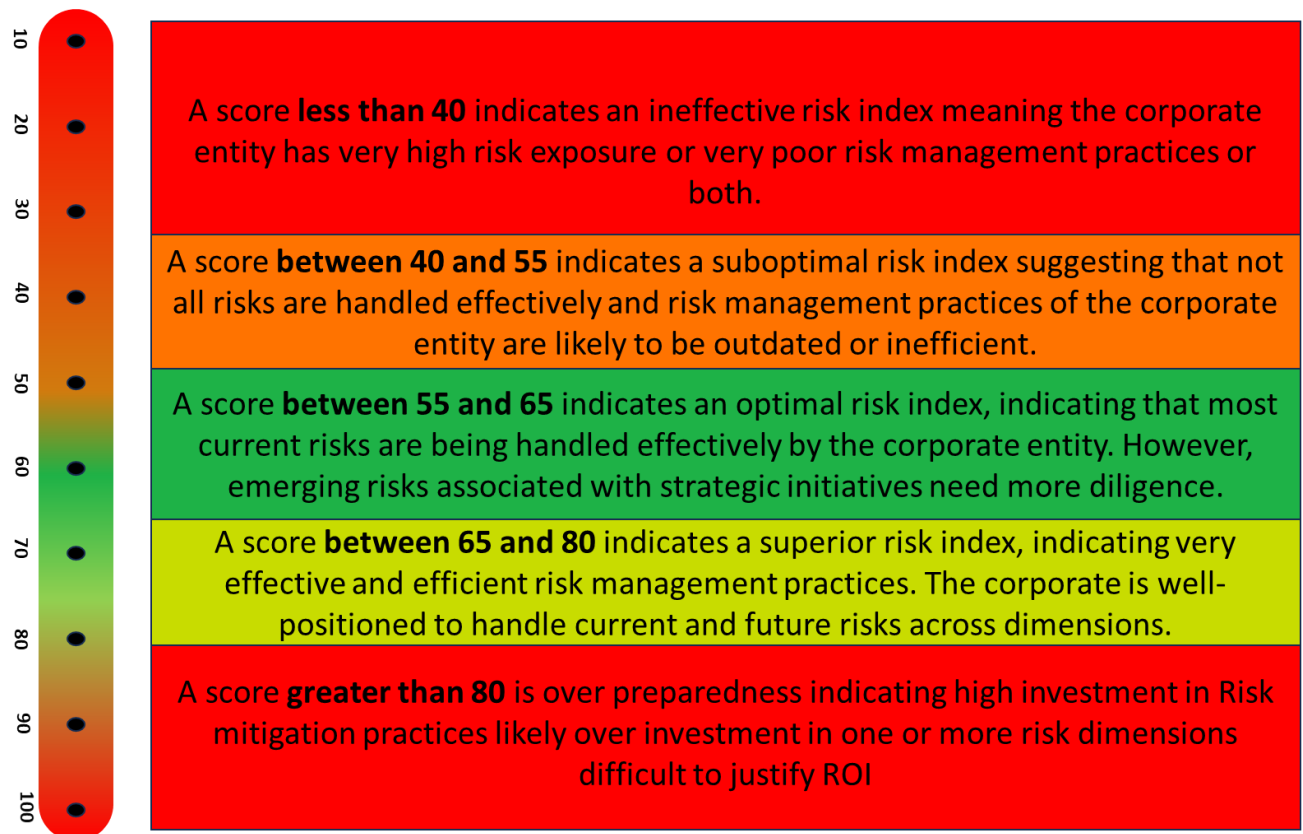 10
20
30
40
50
60
70
80
90
100
A score less than 40 indicates an ineffective risk index meaning the corporate
entity has very high risk exposure or very poor risk management practices or
both.
A score between 40 and 55 indicates a suboptimal risk index suggesting that not
all risks are handled effectively and risk management practices of the corporate
entity are likely to be outdated or inefficient.
A score between 55 and 65 indicates an optimal risk index, indicating that most
current risks are being handled effectively by the corporate entity. However,
emerging risks associated with strategic initiatives need more diligence.
A score between 65 and 80 indicates a superior risk index, indicating very
effective and efficient risk management practices. The corporate is well-
positioned to handle current and future risks across dimensions.
A score greater than 80 is over preparedness indicating high investment in Risk
mitigation practices likely over investment in one or more risk dimensions
difficult to justify ROI